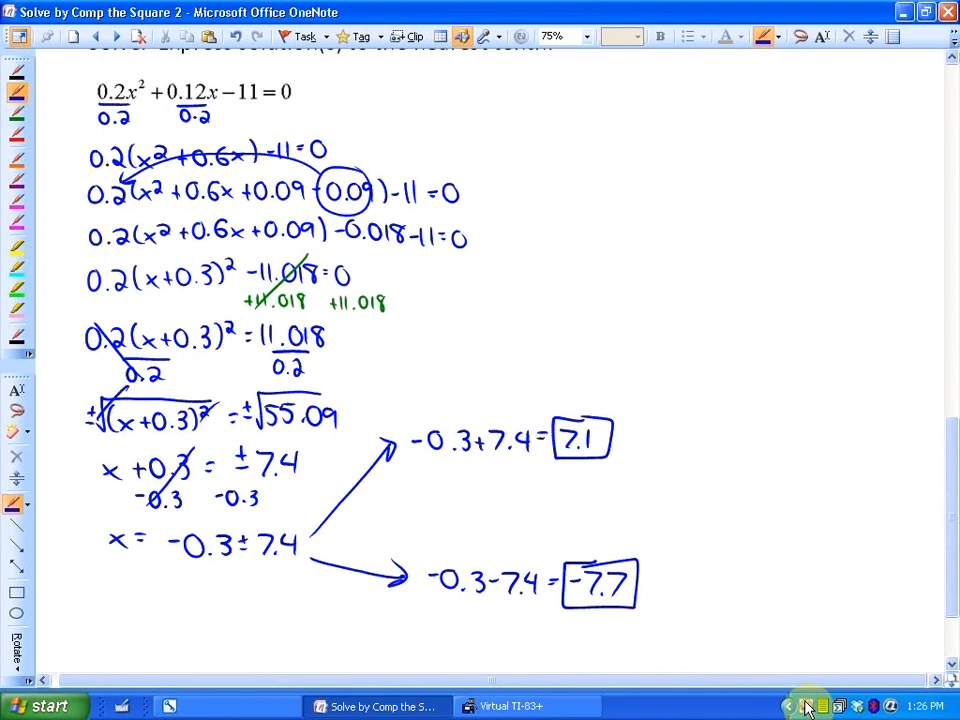 Solve by Comp the Square 2 - Microsoft Office OneNote
Task Tag Clip 75% B A
0.2x² + 0.12x − 11 = 0
0.2 0.2
0.2(x² + 0.6x) - 11 = 0
0.2(x² + 0.6x + 0.09 - 0.09) - 11 = 0
0.2(x² + 0.6x + 0.09) - 0.018 - 11 = 0
0.2(x + 0.3)² - 11.018 = 0
+11.018 +11.018
0.2(x + 0.3)² = 11.018
0.2 0.2
±√(x + 0.3)² = ±√55.09
x + 0.3 = ± 7.4
-0.3 -0.3
x = -0.3 ± 7.4
-0.3 + 7.4 = 7.1
-0.3 - 7.4 = -7.7
Rotate
start Solve by Comp the S... Virtual TI-83+ 1:26 PM